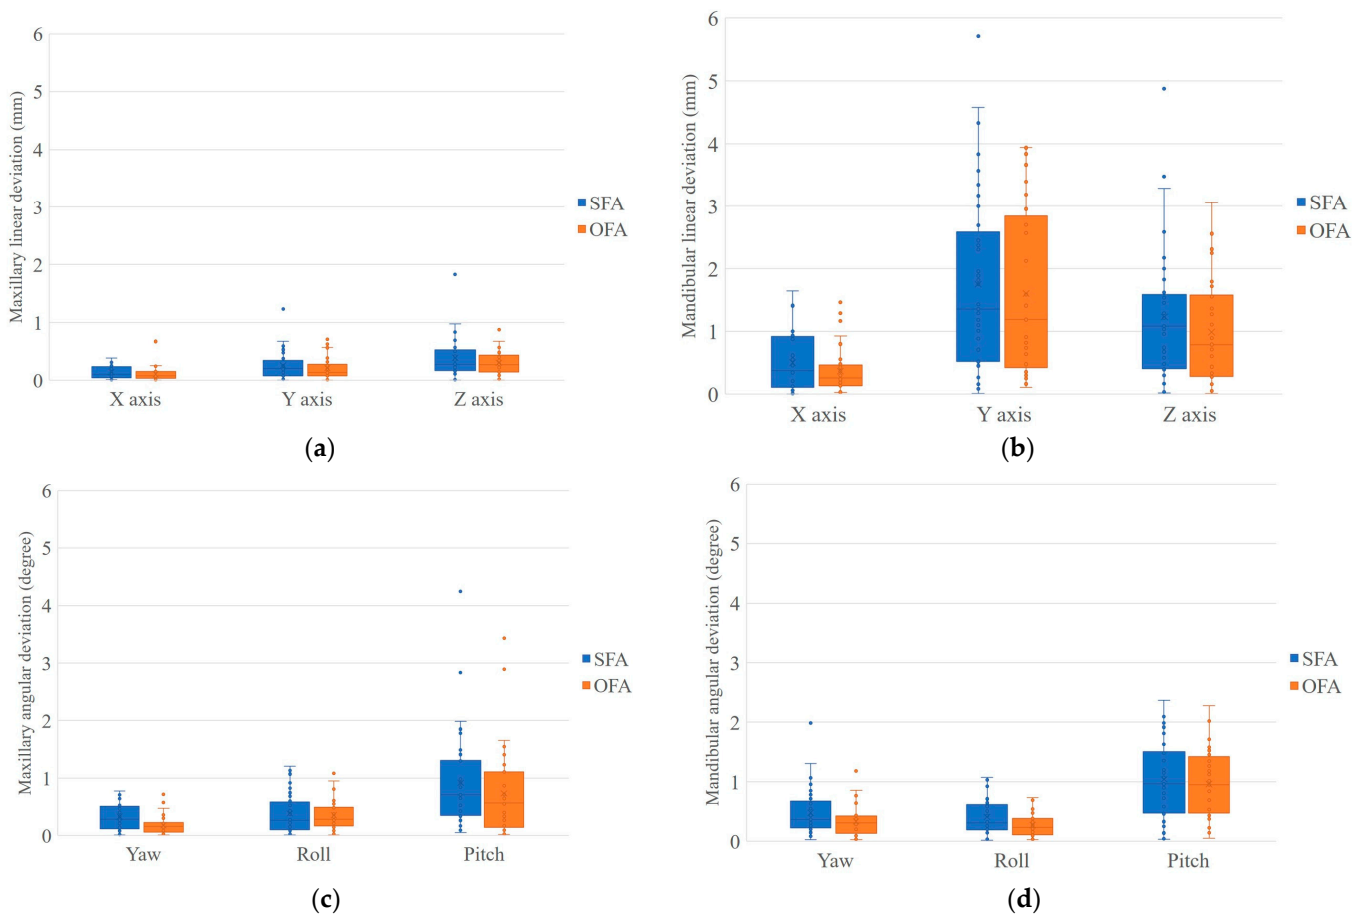 Maxillary linear deviation (mm)
6
5
4
3
2
1
0
X axis Y axis Z axis
SFA
OFA
(a)
Mandibular linear deviation (mm)
6
5
4
3
2
1
0
X axis Y axis Z axis
SFA
OFA
(b)
Maxillary angular deviation (degree)
6
5
4
3
2
1
0
Yaw Roll Pitch
SFA
OFA
(c)
Mandibular angular deviation (degree)
6
5
4
3
2
1
0
Yaw Roll Pitch
SFA
OFA
(d)